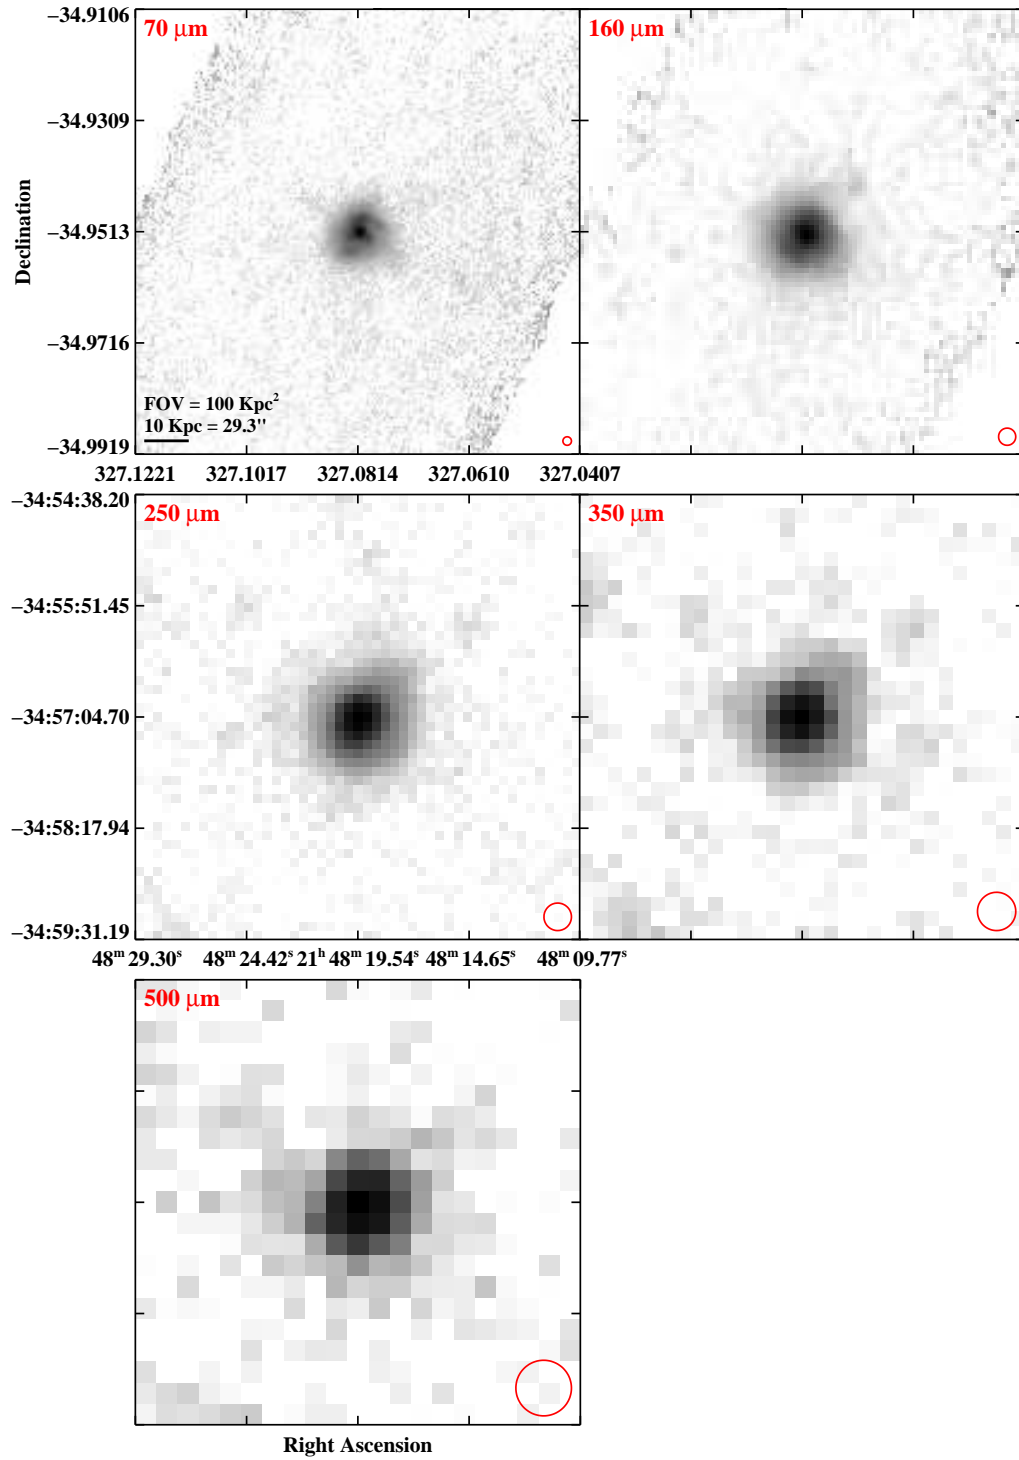 −34.9106
70 μm
160 μm
−34.9309
Declination
−34.9513
−34.9716
FOV = 100 Kpc²
10 Kpc = 29.3"
−34.9919
327.1221 327.1017 327.0814 327.0610 327.0407
−34:54:38.20
250 μm
350 μm
−34:55:51.45
−34:57:04.70
−34:58:17.94
−34:59:31.19
48ᵐ 29.30ˢ 48ᵐ 24.42ˢ 21ʰ 48ᵐ 19.54ˢ 48ᵐ 14.65ˢ 48ᵐ 09.77ˢ
500 μm
Right Ascension